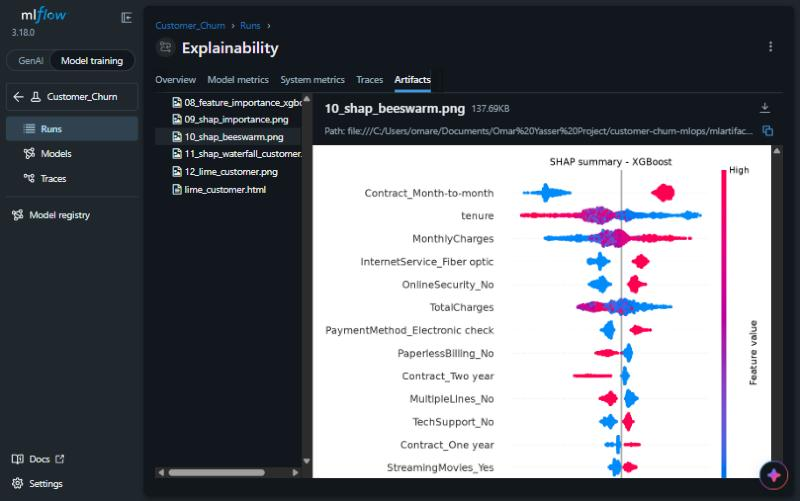 mlflow
3.18.0
GenAI
Model training
Customer_Churn
Runs
Models
Traces
Model registry
Docs
Settings
Customer_Churn > Runs >
Explainability
Overview
Model metrics
System metrics
Traces
Artifacts
08_feature_importance_xgbo
09_shap_importance.png
10_shap_beeswarm.png
11_shap_waterfall_customer.
12_lime_customer.png
lime_customer.html
10_shap_beeswarm.png 137.69KB
Path: file:///C:/Users/omare/Documents/Omar%20Yasser%20Project/customer-churn-mlops/mlartifac...
SHAP summary - XGBoost
High
Contract_Month-to-month
tenure
MonthlyCharges
InternetService_Fiber optic
OnlineSecurity_No
TotalCharges
PaymentMethod_Electronic check
PaperlessBilling_No
Contract_Two year
MultipleLines_No
TechSupport_No
Contract_One year
StreamingMovies_Yes
Feature value